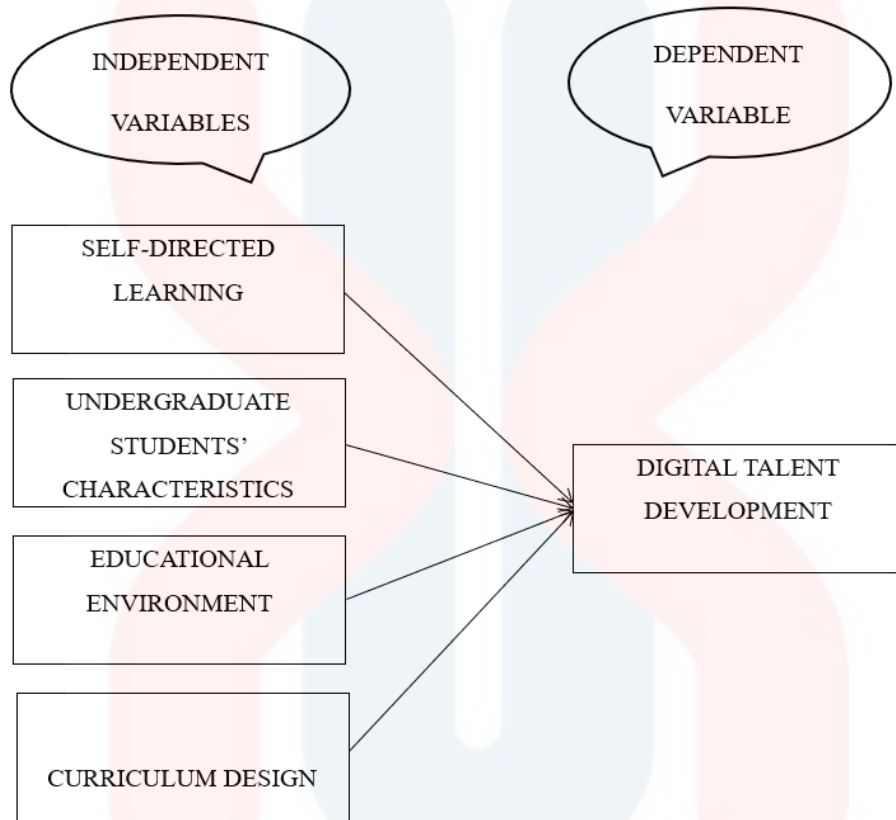 INDEPENDENT
VARIABLES
DEPENDENT
VARIABLE
SELF-DIRECTED
LEARNING
UNDERGRADUATE
STUDENTS’
CHARACTERISTICS
EDUCATIONAL
ENVIRONMENT
CURRICULUM DESIGN
DIGITAL TALENT
DEVELOPMENT